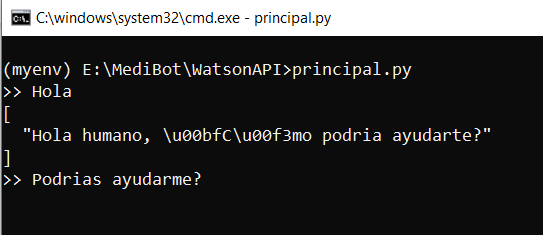 C:\windows\system32\cmd.exe - principal.py
(myenv) E:\MediBot\WatsonAPI>principal.py
>> Hola
[
  "Hola humano, \u00bfC\u00f3mo podria ayudarte?"
]
>> Podrias ayudarme?